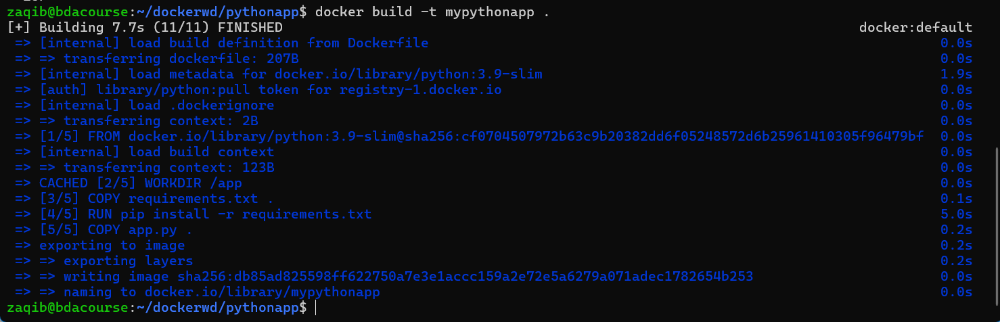 zaqib@bdacourse:~/dockerwd/pythonapp$ docker build -t mypythonapp .
[+] Building 7.7s (11/11) FINISHED docker:default
=> [internal] load build definition from Dockerfile 0.0s
=> => transferring dockerfile: 207B 0.0s
=> [internal] load metadata for docker.io/library/python:3.9-slim 1.9s
=> [auth] library/python:pull token for registry-1.docker.io 0.0s
=> [internal] load .dockerignore 0.0s
=> => transferring context: 2B 0.0s
=> [1/5] FROM docker.io/library/python:3.9-slim@sha256:cf0704507972b63c9b20382dd6f05248572d6b25961410305f96479bf 0.0s
=> [internal] load build context 0.0s
=> => transferring context: 123B 0.0s
=> CACHED [2/5] WORKDIR /app 0.0s
=> [3/5] COPY requirements.txt . 0.1s
=> [4/5] RUN pip install -r requirements.txt 5.0s
=> [5/5] COPY app.py . 0.2s
=> exporting to image 0.2s
=> => exporting layers 0.2s
=> => writing image sha256:db85ad825598ff622750a7e3e1accc159a2e72e5a6279a071adec1782654b253 0.0s
=> => naming to docker.io/library/mypythonapp 0.0s
zaqib@bdacourse:~/dockerwd/pythonapp$